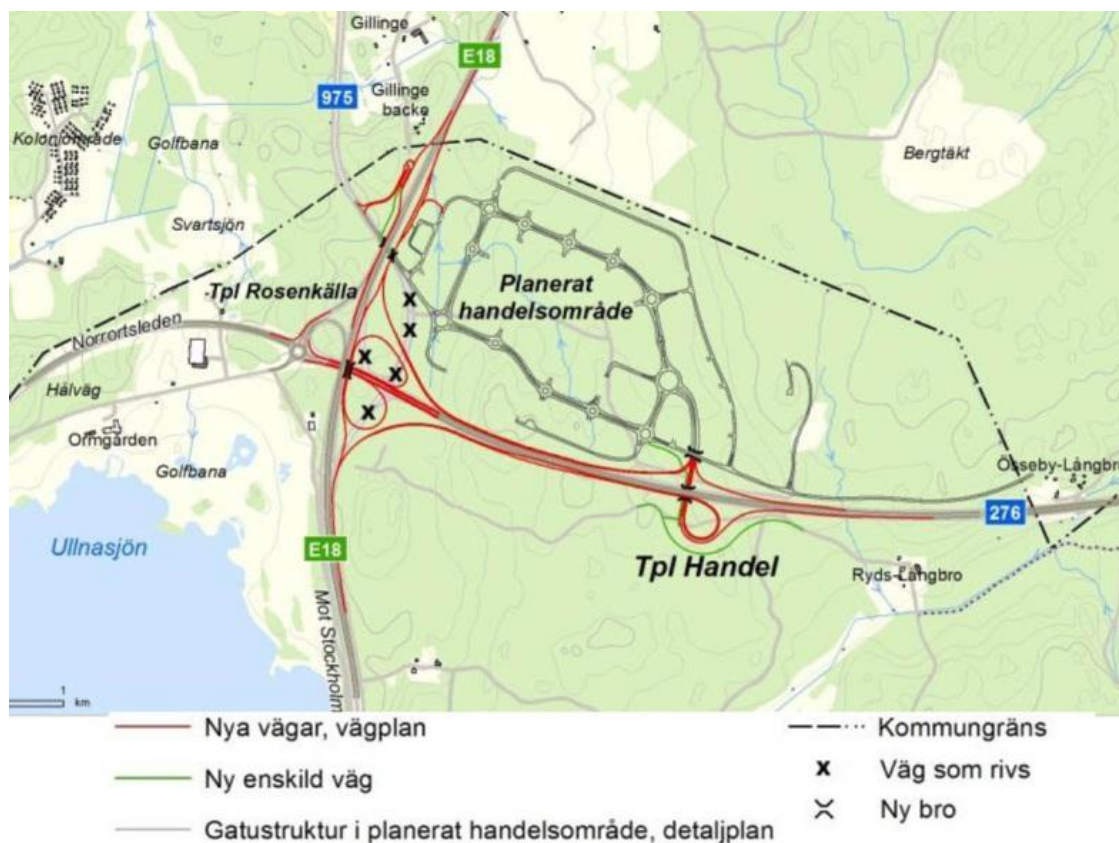 Gillinge
E18
975
Gillinge
backe
Koloniområde
Golfbana
Bergtäkt
Svartsjön
Tpl Rosenkälla
Planerat
handelsområde
Norrortsleden
Hålväg
Ormgården
Golfbana
Össeby-Långbro
276
Ullnasjön
E18
Tpl Handel
Ryds-Långbro
Mot Stockholm
1
km
Nya vägar, vägplan
Kommungräns
Ny enskild väg
x Väg som rivs
Gatustruktur i planerat handelsområde, detaljplan
Ny bro